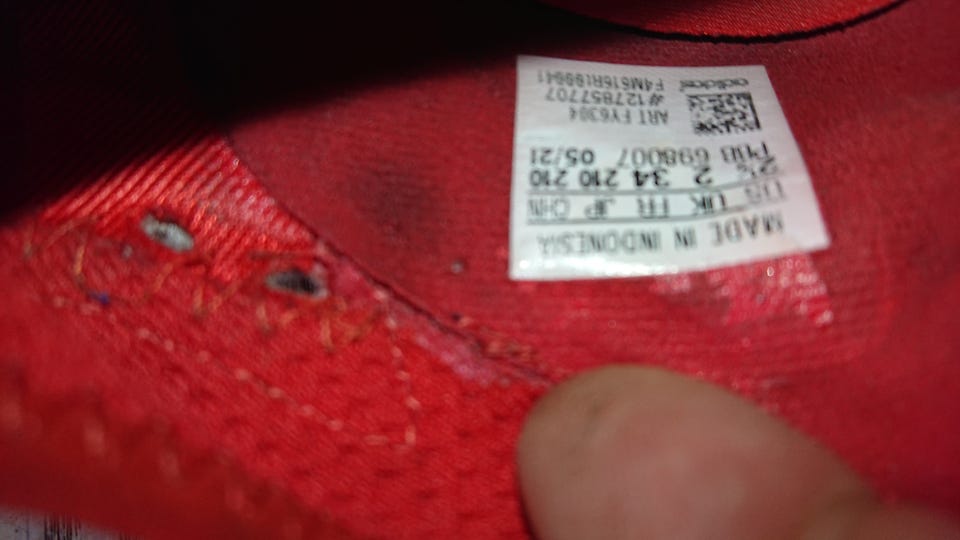 MADE IN INDONESIA
US UK FR JP CHN
2½ 2 34 210 210
698007 05/21
ART FY6304
#127857707
adidas